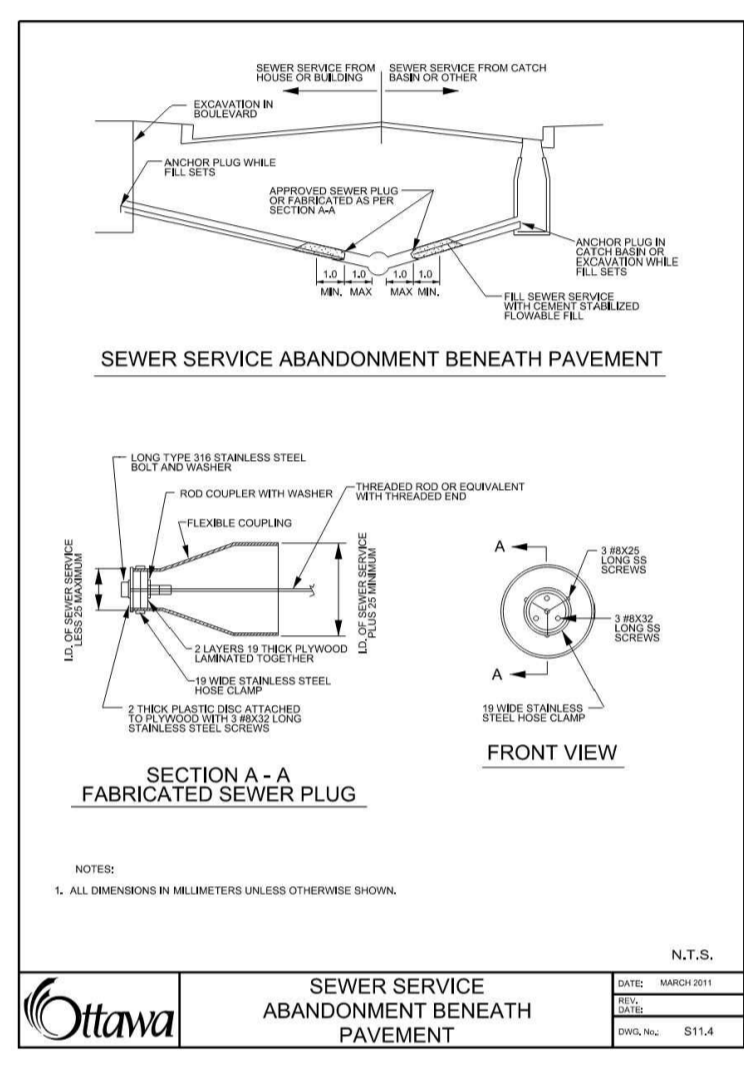 SEWER SERVICE FROM
HOUSE OR BUILDING
SEWER SERVICE FROM CATCH
BASIN OR OTHER
EXCAVATION IN
BOULEVARD
ANCHOR PLUG WHILE
FILL SETS
APPROVED SEWER PLUG
OR FABRICATED AS PER
SECTION A-A
ANCHOR PLUG IN
CATCH BASIN OR
EXCAVATION WHILE
FILL SETS
1.0 1.0 1.0 1.0
MIN. MAX MAX MIN.
FILL SEWER SERVICE
WITH CEMENT STABILIZED
FLOWABLE FILL
SEWER SERVICE ABANDONMENT BENEATH PAVEMENT
LONG TYPE 316 STAINLESS STEEL
BOLT AND WASHER
ROD COUPLER WITH WASHER
THREADED ROD OR EQUIVALENT
WITH THREADED END
FLEXIBLE COUPLING
I.D. OF SEWER SERVICE
LESS 25 MAXIMUM
I.D. OF SEWER SERVICE
PLUS 25 MINIMUM
2 LAYERS 19 THICK PLYWOOD
LAMINATED TOGETHER
19 WIDE STAINLESS STEEL
HOSE CLAMP
2 THICK PLASTIC DISC ATTACHED
TO PLYWOOD WITH 3 #8X32 LONG
STAINLESS STEEL SCREWS
SECTION A - A
FABRICATED SEWER PLUG
A
3 #8X25
LONG SS
SCREWS
3 #8X32
LONG SS
SCREWS
A
19 WIDE STAINLESS
STEEL HOSE CLAMP
FRONT VIEW
NOTES:
1. ALL DIMENSIONS IN MILLIMETERS UNLESS OTHERWISE SHOWN.
N.T.S.
Ottawa
SEWER SERVICE
ABANDONMENT BENEATH
PAVEMENT
DATE: MARCH 2011
REV.
DATE:
DWG. No.: S11.4